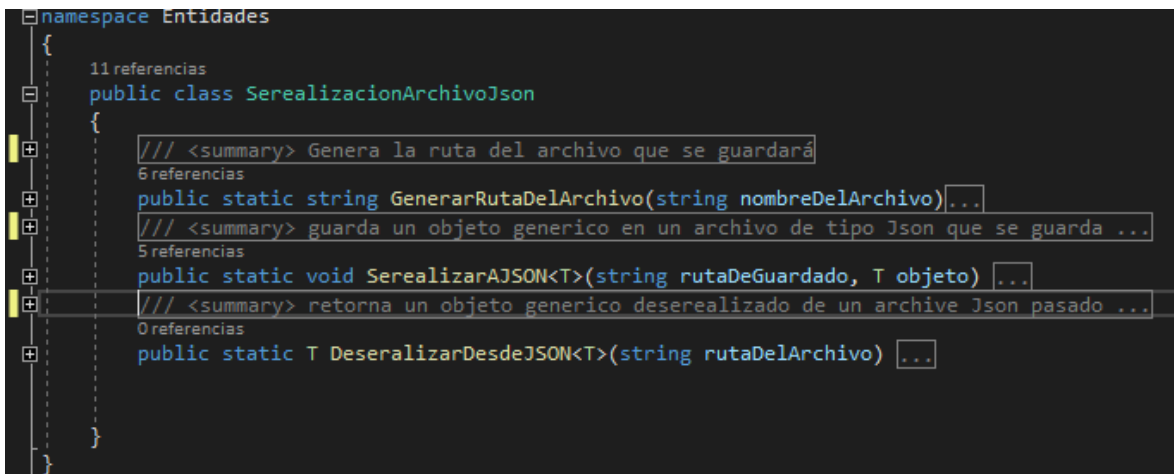 namespace Entidades
{
11 referencias
public class SerealizacionArchivoJson
{
/// <summary> Genera la ruta del archivo que se guardará
6 referencias
public static string GenerarRutaDelArchivo(string nombreDelArchivo)...
/// <summary> guarda un objeto generico en un archivo de tipo Json que se guarda ...
5 referencias
public static void SerealizarAJSON<T>(string rutaDeGuardado, T objeto) ...
/// <summary> retorna un objeto generico deserealizado de un archive Json pasado ...
0 referencias
public static T DeseralizarDesdeJSON<T>(string rutaDelArchivo) ...
}
}